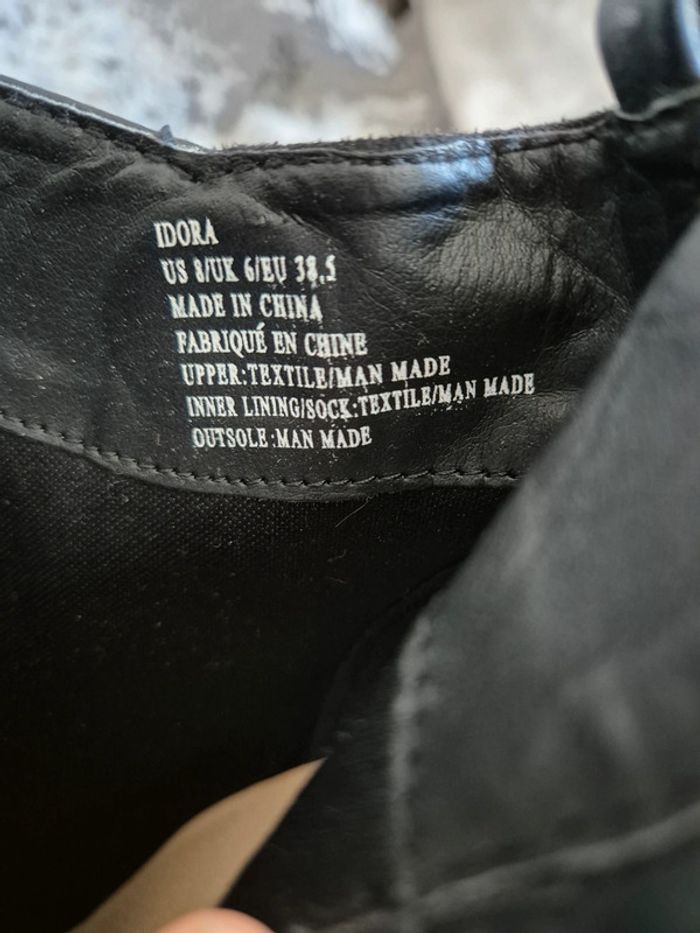 IDORA
US 8/UK 6/EU 38.5
MADE IN CHINA
FABRIQUÉ EN CHINE
UPPER:TEXTILE/MAN MADE
INNER LINING/SOCK:TEXTILE/MAN MADE
OUTSOLE:MAN MADE